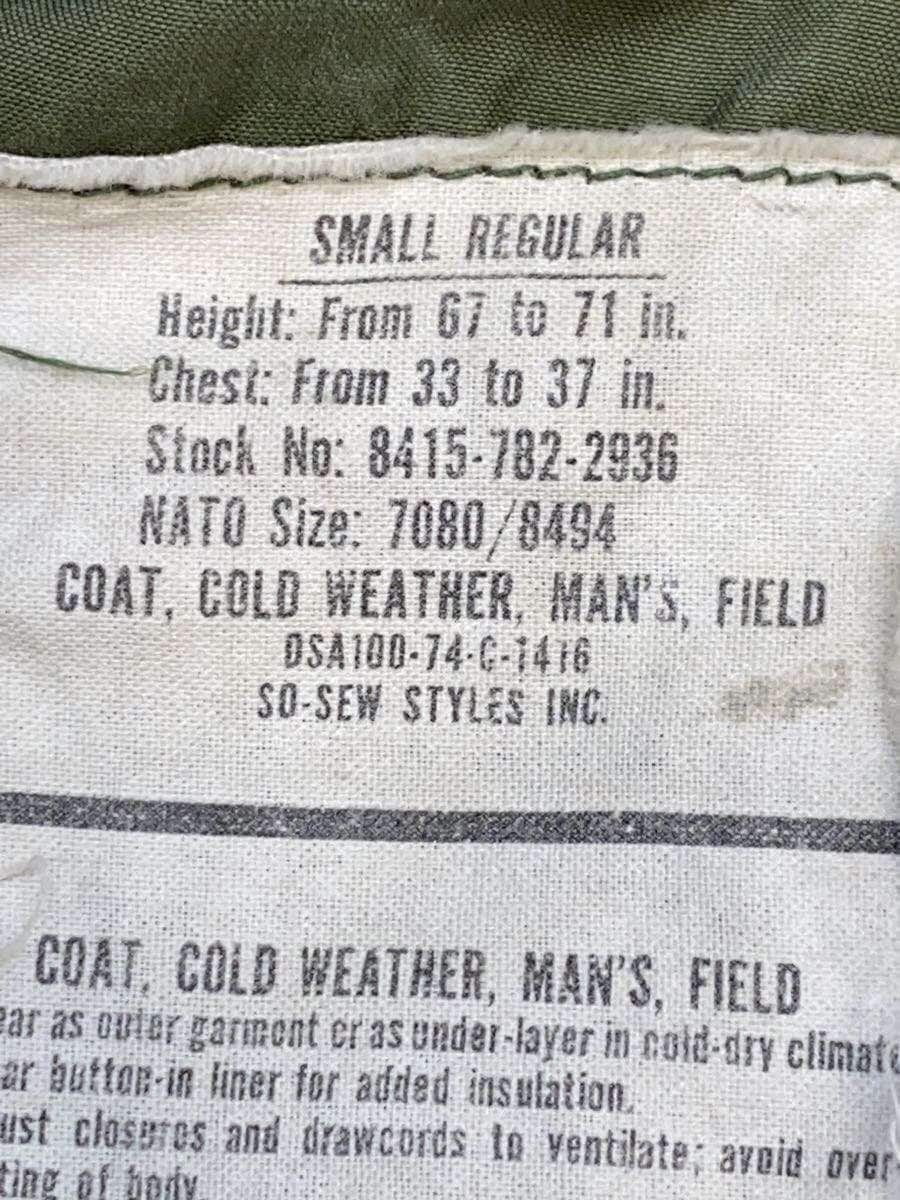 SMALL REGULAR
Height: From 67 to 71 in.
Chest: From 33 to 37 in.
Stock No: 8415-782-2936
NATO Size: 7080/8494
COAT, COLD WEATHER, MAN'S, FIELD
DSA100-74-C-1416
SO-SEW STYLES INC.
COAT, COLD WEATHER, MAN'S, FIELD
ear as outer garment or as under-layer in cold-dry climate
ar button-in liner for added insulation.
ust closures and drawcords to ventilate; avoid over-
ting of body.